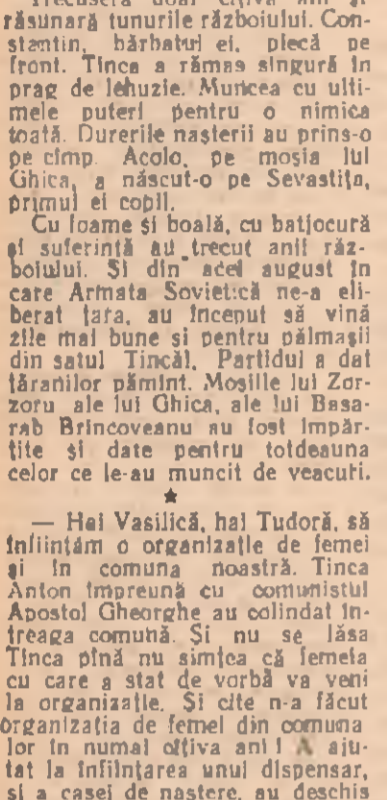 Trecuseră doar cîțiva ani și
răsunară tunurile războiului. Con-
stantin, bărbatul ei, plecă pe
front. Tinca a rămas singură în
prag de lehuzie. Muncea cu ulti-
mele puteri pentru o nimica
toată. Durerile nașterii au prins-o
pe cîmp. Acolo, pe moșia lui
Ghica, a născut-o pe Sevastița,
primul ei copil.
Cu foame și boală, cu batjocură
și suferință au trecut anii răz-
boiului. Și din acel august în
care Armata Sovietică ne-a eli-
berat țara, au început să vină
zile mai bune și pentru pălmașii
din satul Tincăi. Partidul a dat
țăranilor pămînt. Moșiile lui Zor-
zoru ale lui Ghica, ale lui Basa-
rab Brîncoveanu au fost împăr-
țite și date pentru totdeauna
celor ce le-au muncit de veacuri.
★
— Hai Vasilică, hai Tudoră, să
înființăm o organizație de femei
și în comuna noastră. Tinca
Anton împreună cu comunistul
Apostol Gheorghe au colindat în-
treaga comună. Și nu se lăsa
Tinca pînă nu simțea că femeia
cu care a stat de vorbă va veni
la organizație. Și cîte n-a făcut
organizația de femei din comuna
lor în numai cîțiva ani! A aju-
tat la înființarea unui dispensar,
și a casei de naștere, au deschis